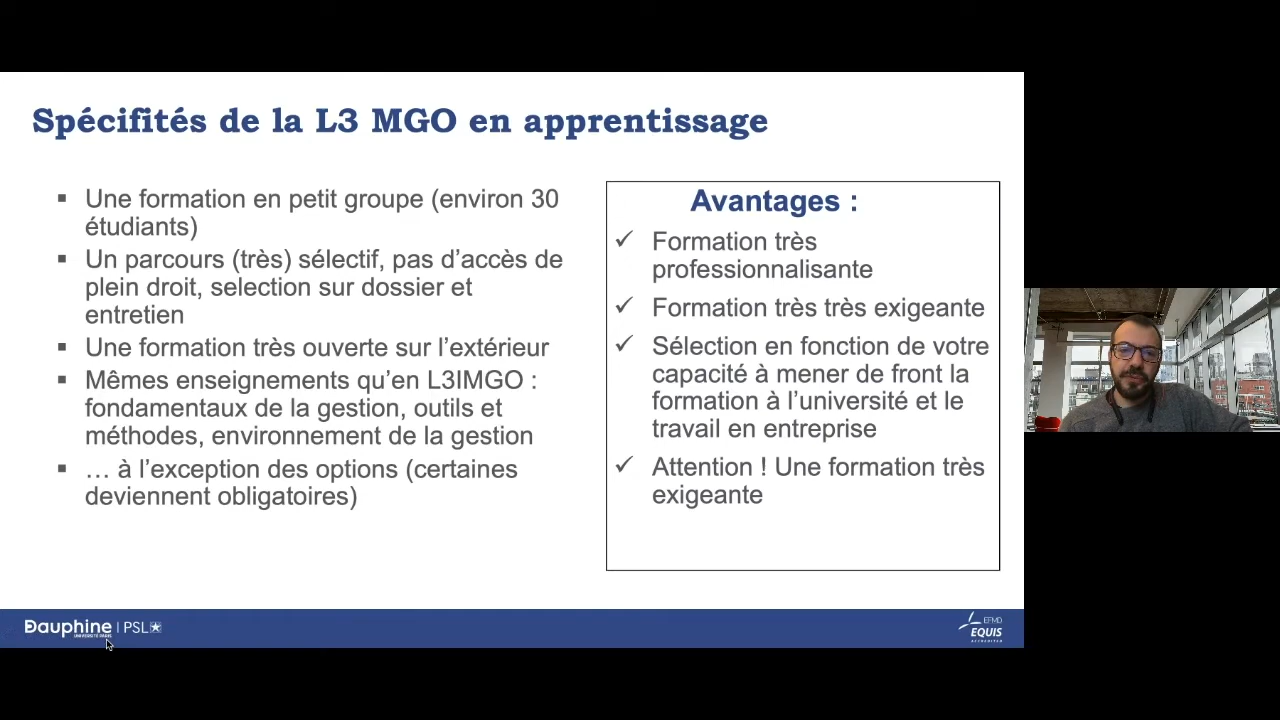 Spécifités de la L3 MGO en apprentissage
▪ Une formation en petit groupe (environ 30
étudiants)
▪ Un parcours (très) sélectif, pas d’accès de
plein droit, selection sur dossier et
entretien
▪ Une formation très ouverte sur l’extérieur
▪ Mêmes enseignements qu’en L3IMGO :
fondamentaux de la gestion, outils et
méthodes, environnement de la gestion
▪ … à l’exception des options (certaines
deviennent obligatoires)
Avantages :
✓ Formation très
professionnalisante
✓ Formation très très exigeante
✓ Sélection en fonction de votre
capacité à mener de front la
formation à l’université et le
travail en entreprise
✓ Attention ! Une formation très
exigeante
Dauphine | PSL
UNIVERSITÉ PARIS
EFMD
EQUIS
ACCREDITED